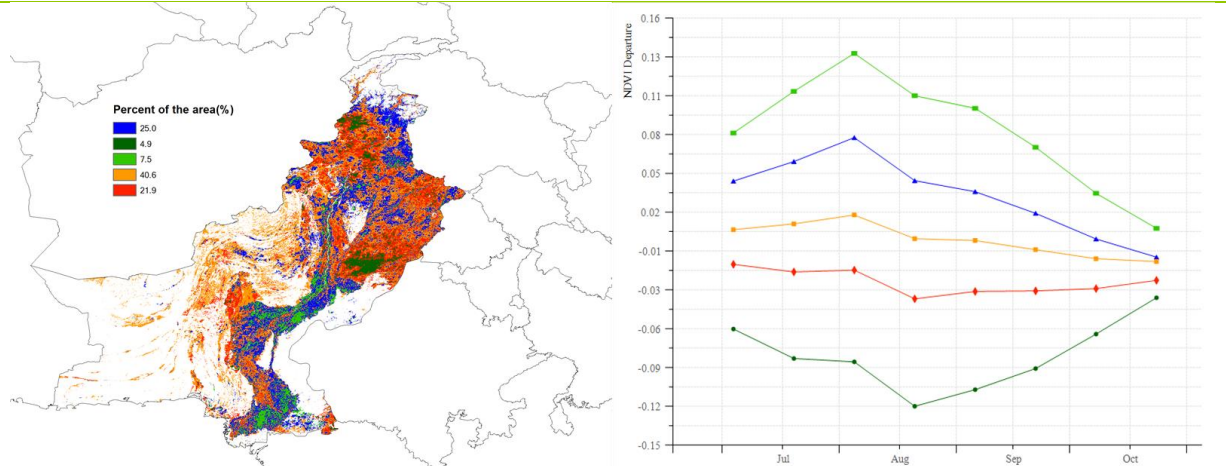 Percent of the area(%)
25.0
4.9
7.5
40.6
21.9
NDVI Departure
0.16
0.13
0.11
0.08
0.05
0.02
-0.01
-0.03
-0.06
-0.09
-0.12
-0.15
Jul
Aug
Sep
Oct